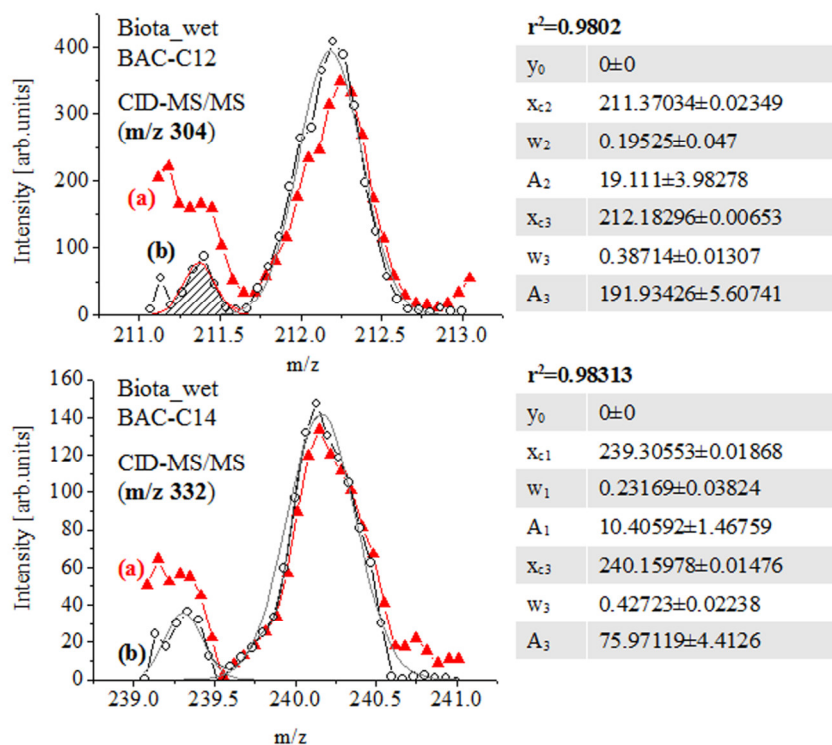 Biota_wet
BAC-C12
CID-MS/MS
(m/z 304)
(a)
(b)
Intensity [arb.units]
400
300
200
100
0
211.0 211.5 212.0 212.5 213.0
m/z
r²=0.9802
y₀ 0±0
x꜀₂ 211.37034±0.02349
w₂ 0.19525±0.047
A₂ 19.111±3.98278
x꜀₃ 212.18296±0.00653
w₃ 0.38714±0.01307
A₃ 191.93426±5.60741
Biota_wet
BAC-C14
CID-MS/MS
(m/z 332)
(a)
(b)
Intensity [arb.units]
160
140
120
100
80
60
40
20
0
239.0 239.5 240.0 240.5 241.0
m/z
r²=0.98313
y₀ 0±0
x꜀₁ 239.30553±0.01868
w₁ 0.23169±0.03824
A₁ 10.40592±1.46759
x꜀₃ 240.15978±0.01476
w₃ 0.42723±0.02238
A₃ 75.97119±4.4126